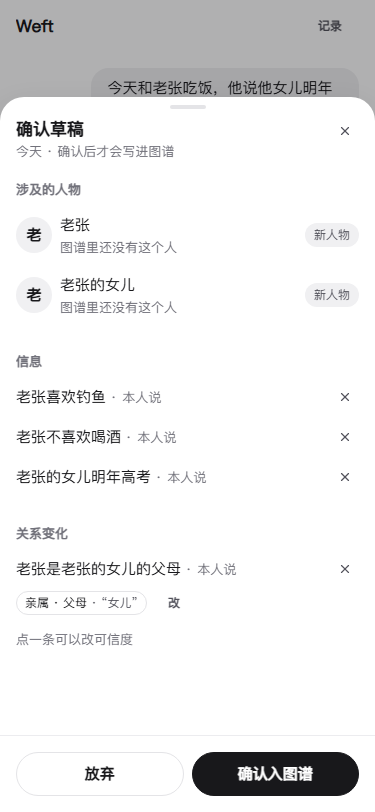 Weft
记录
今天和老张吃饭，他说他女儿明年
确认草稿
×
今天 · 确认后才会写进图谱
涉及的人物
老
老张
图谱里还没有这个人
新人物
老
老张的女儿
图谱里还没有这个人
新人物
信息
老张喜欢钓鱼 · 本人说 ×
老张不喜欢喝酒 · 本人说 ×
老张的女儿明年高考 · 本人说 ×
关系变化
老张是老张的女儿的父母 · 本人说 ×
亲属 · 父母 · “女儿” 改
点一条可以改可信度
放弃
确认入图谱